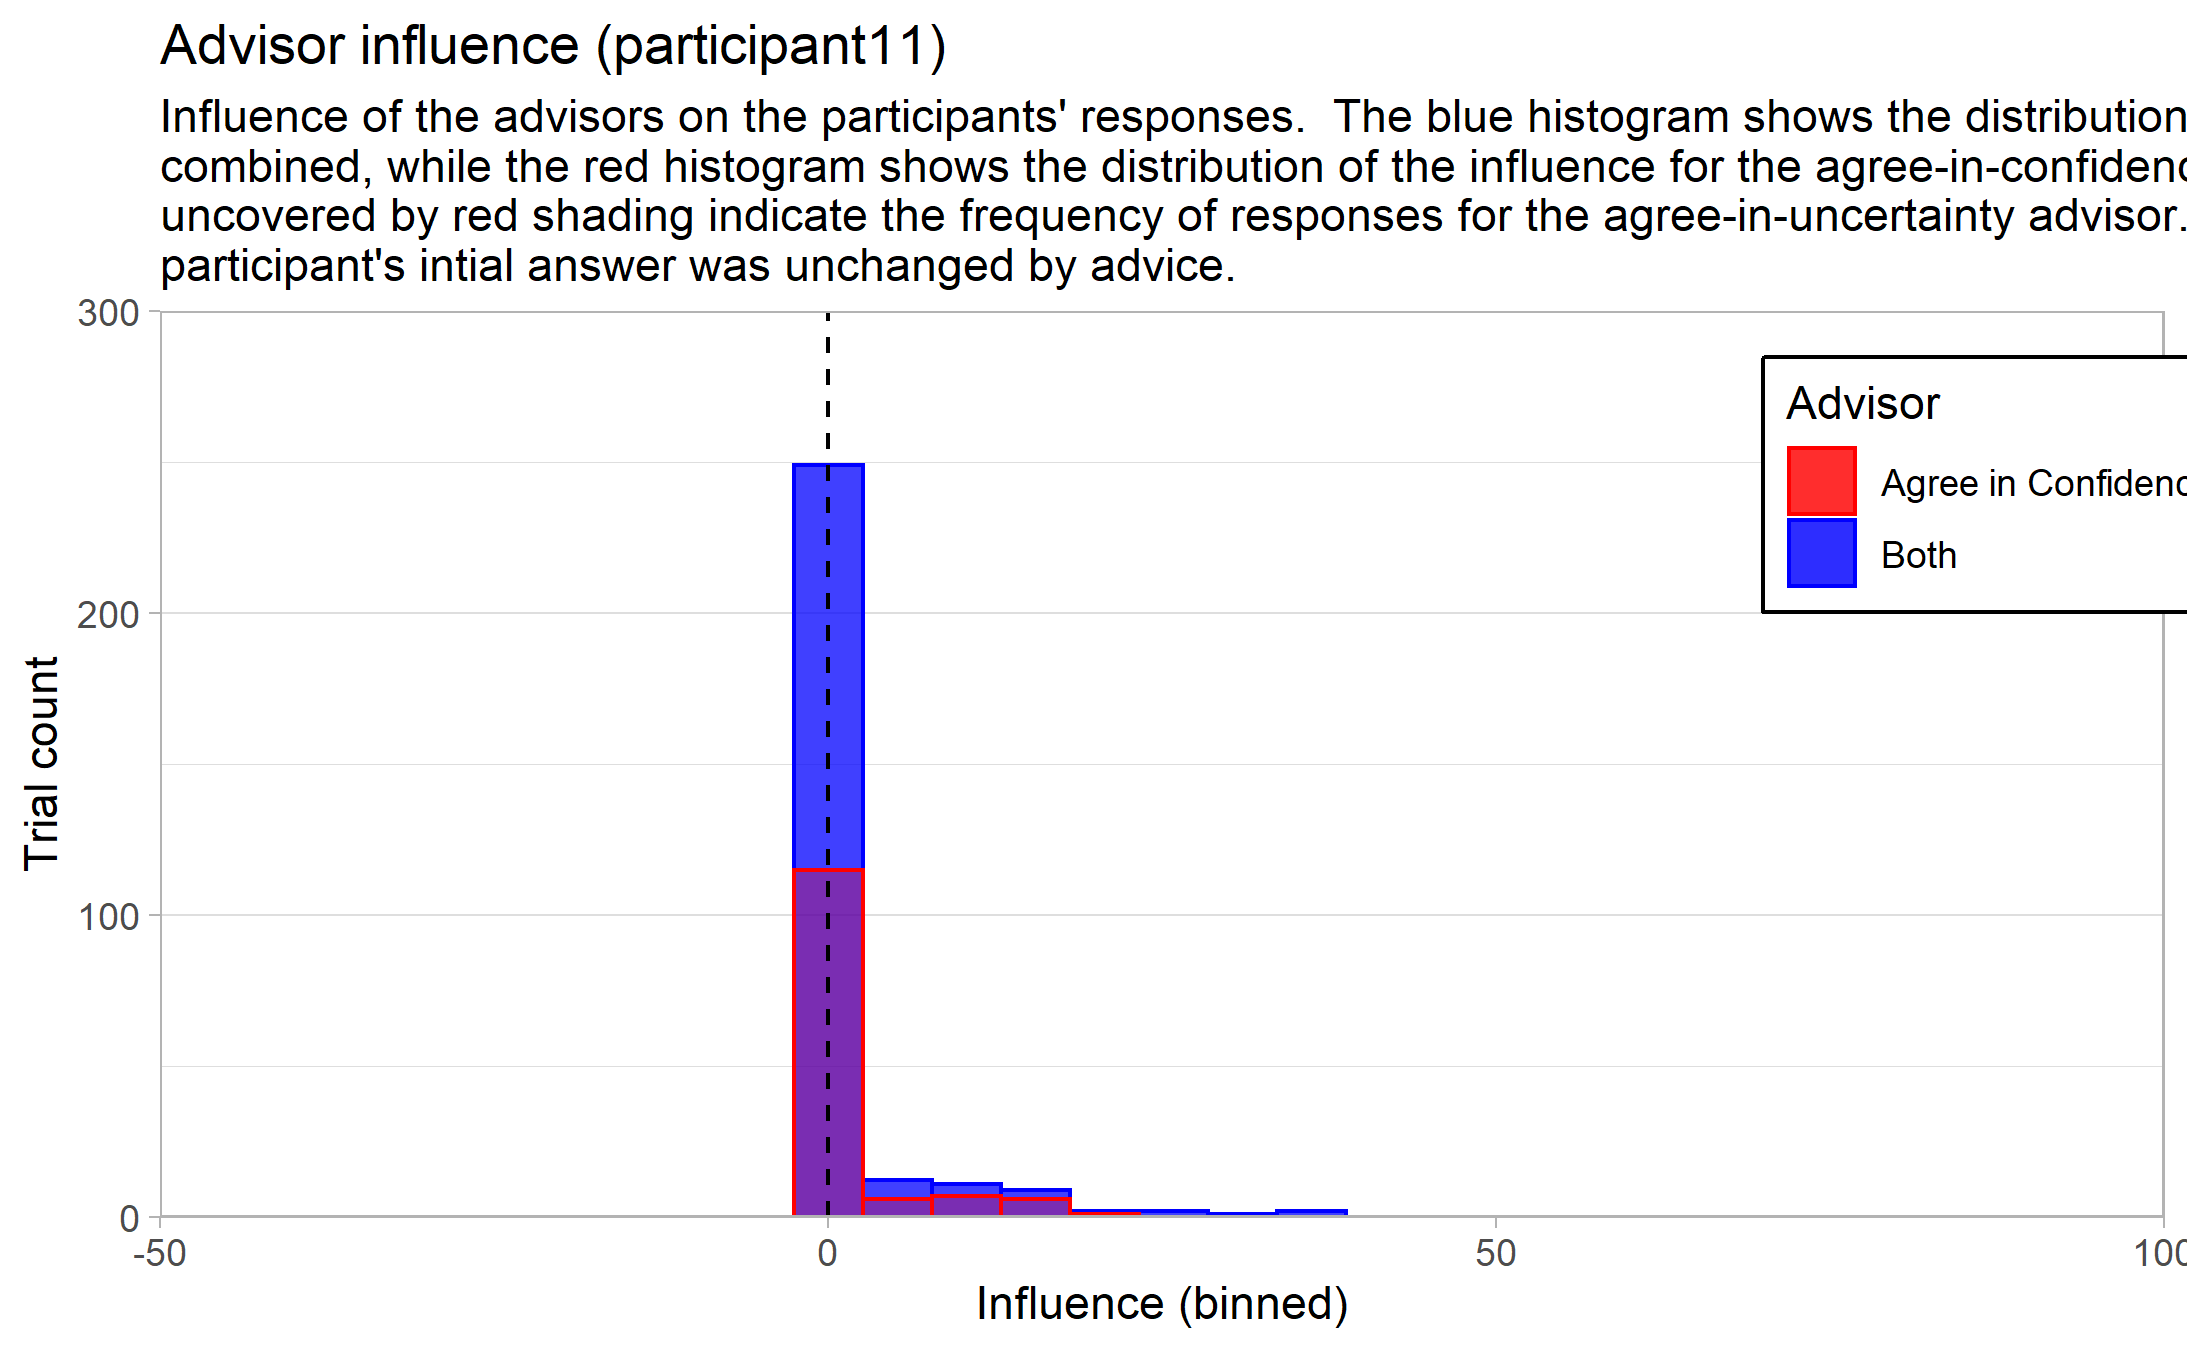 Advisor influence (participant11)
Influence of the advisors on the participants' responses.  The blue histogram shows the distribution
combined, while the red histogram shows the distribution of the influence for the agree-in-confidenc
uncovered by red shading indicate the frequency of responses for the agree-in-uncertainty advisor.
participant's intial answer was unchanged by advice.
300
200
100
0
Trial count
Advisor
Agree in Confidenc
Both
-50
0
50
100
Influence (binned)